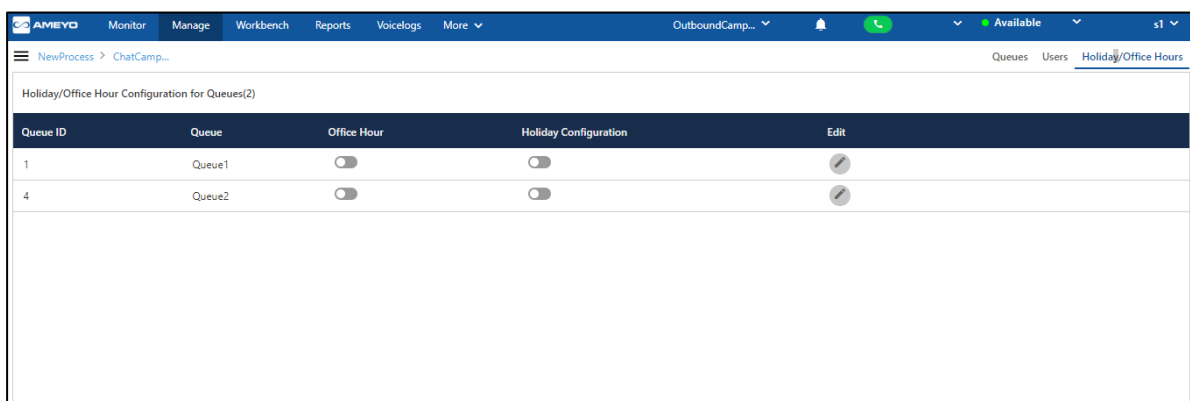 AMEYO Monitor Manage Workbench Reports Voicelogs More OutboundCamp... Available s1
NewProcess > ChatCamp... Queues Users Holiday/Office Hours
Holiday/Office Hour Configuration for Queues(2)
Queue ID Queue Office Hour Holiday Configuration Edit
1 Queue1
4 Queue2